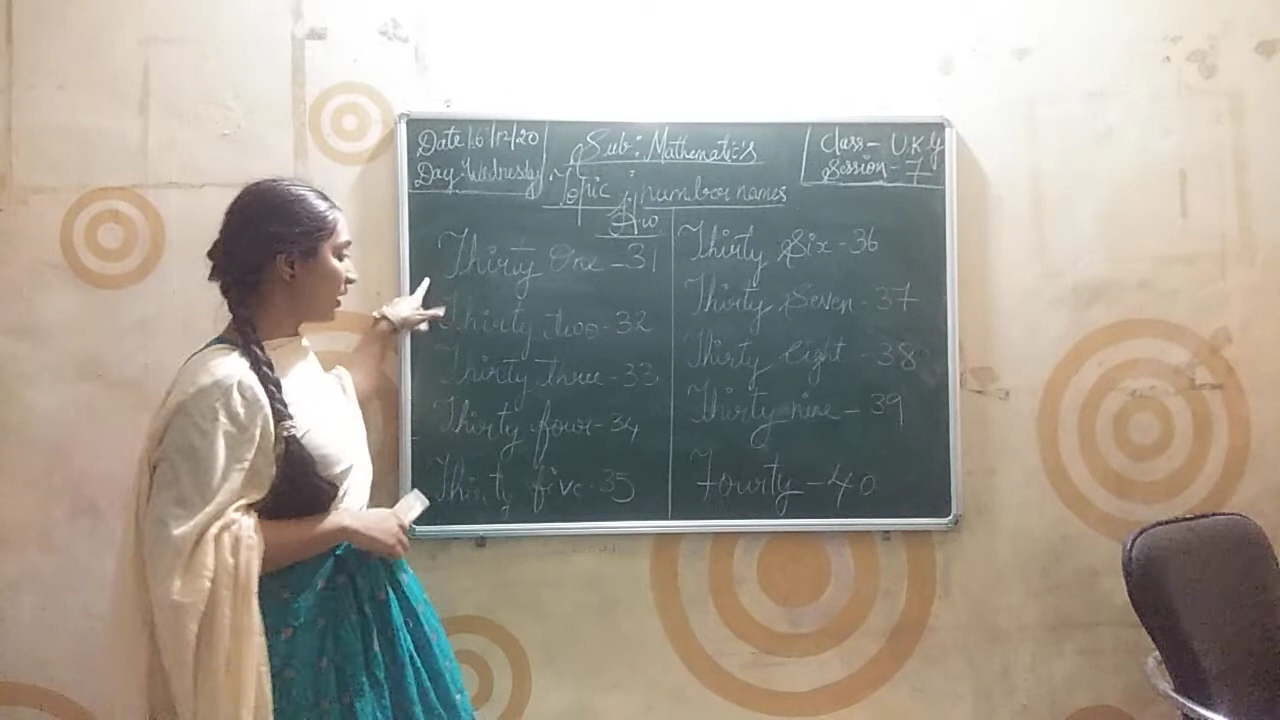 Date 16/12/20
Day: Wednesday
Sub: Mathematic's
Topic : number names
H/w
Class - U.K.G
Session - 7
Thirty One - 31
Thirty two - 32
Thirty three - 33
Thirty four - 34
Thirty five - 35
Thirty Six - 36
Thirty Seven - 37
Thirty Eight - 38
Thirty nine - 39
Fourty - 40